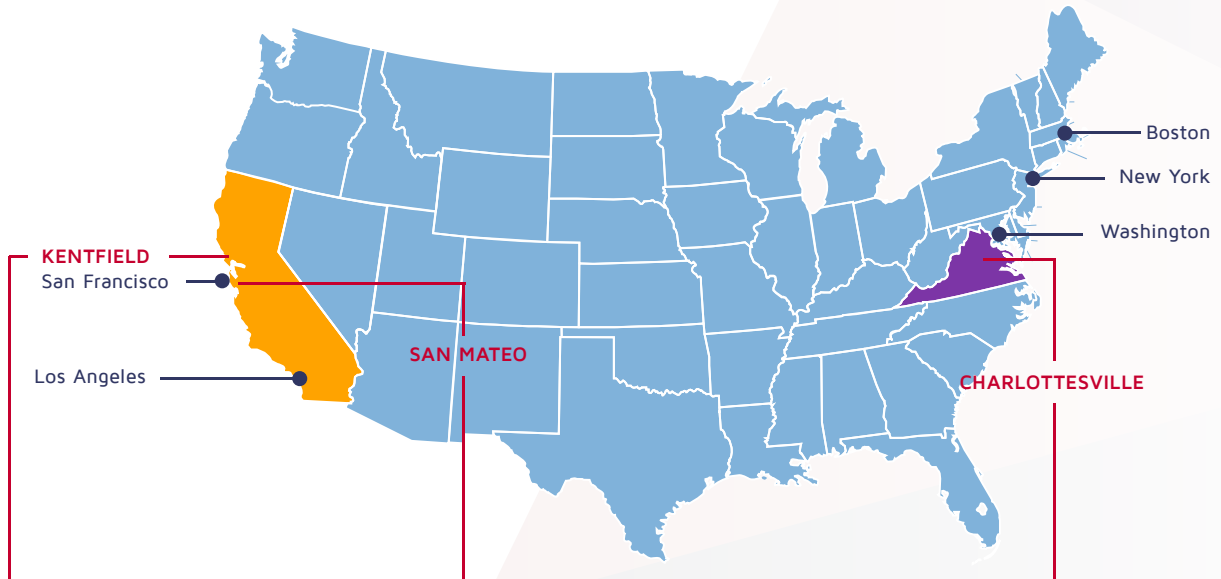 Boston
New York
Washington
KENTFIELD
San Francisco
SAN MATEO
Los Angeles
CHARLOTTESVILLE